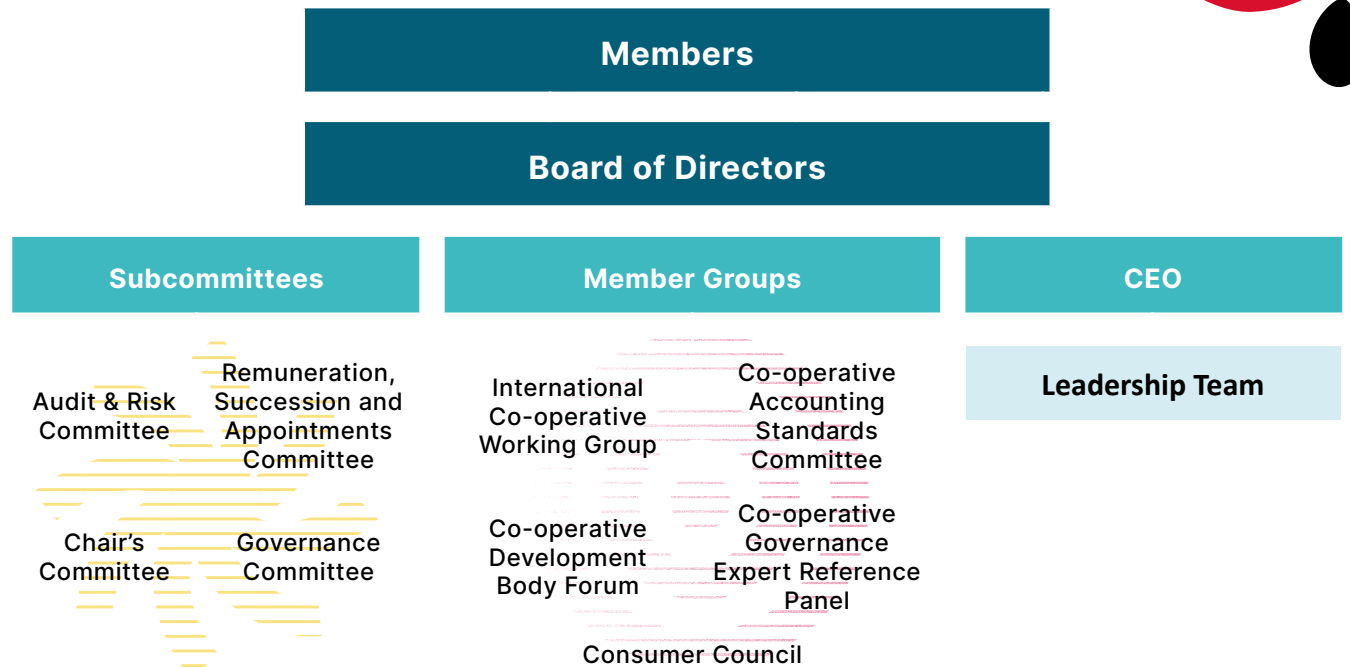 Members
Board of Directors
Subcommittees
Member Groups
CEO
Audit & Risk
Committee
Remuneration,
Succession and
Appointments
Committee
Chair’s
Committee
Governance
Committee
International
Co-operative
Working Group
Co-operative
Accounting
Standards
Committee
Co-operative
Development
Body Forum
Co-operative
Governance
Expert Reference
Panel
Consumer Council
Leadership Team